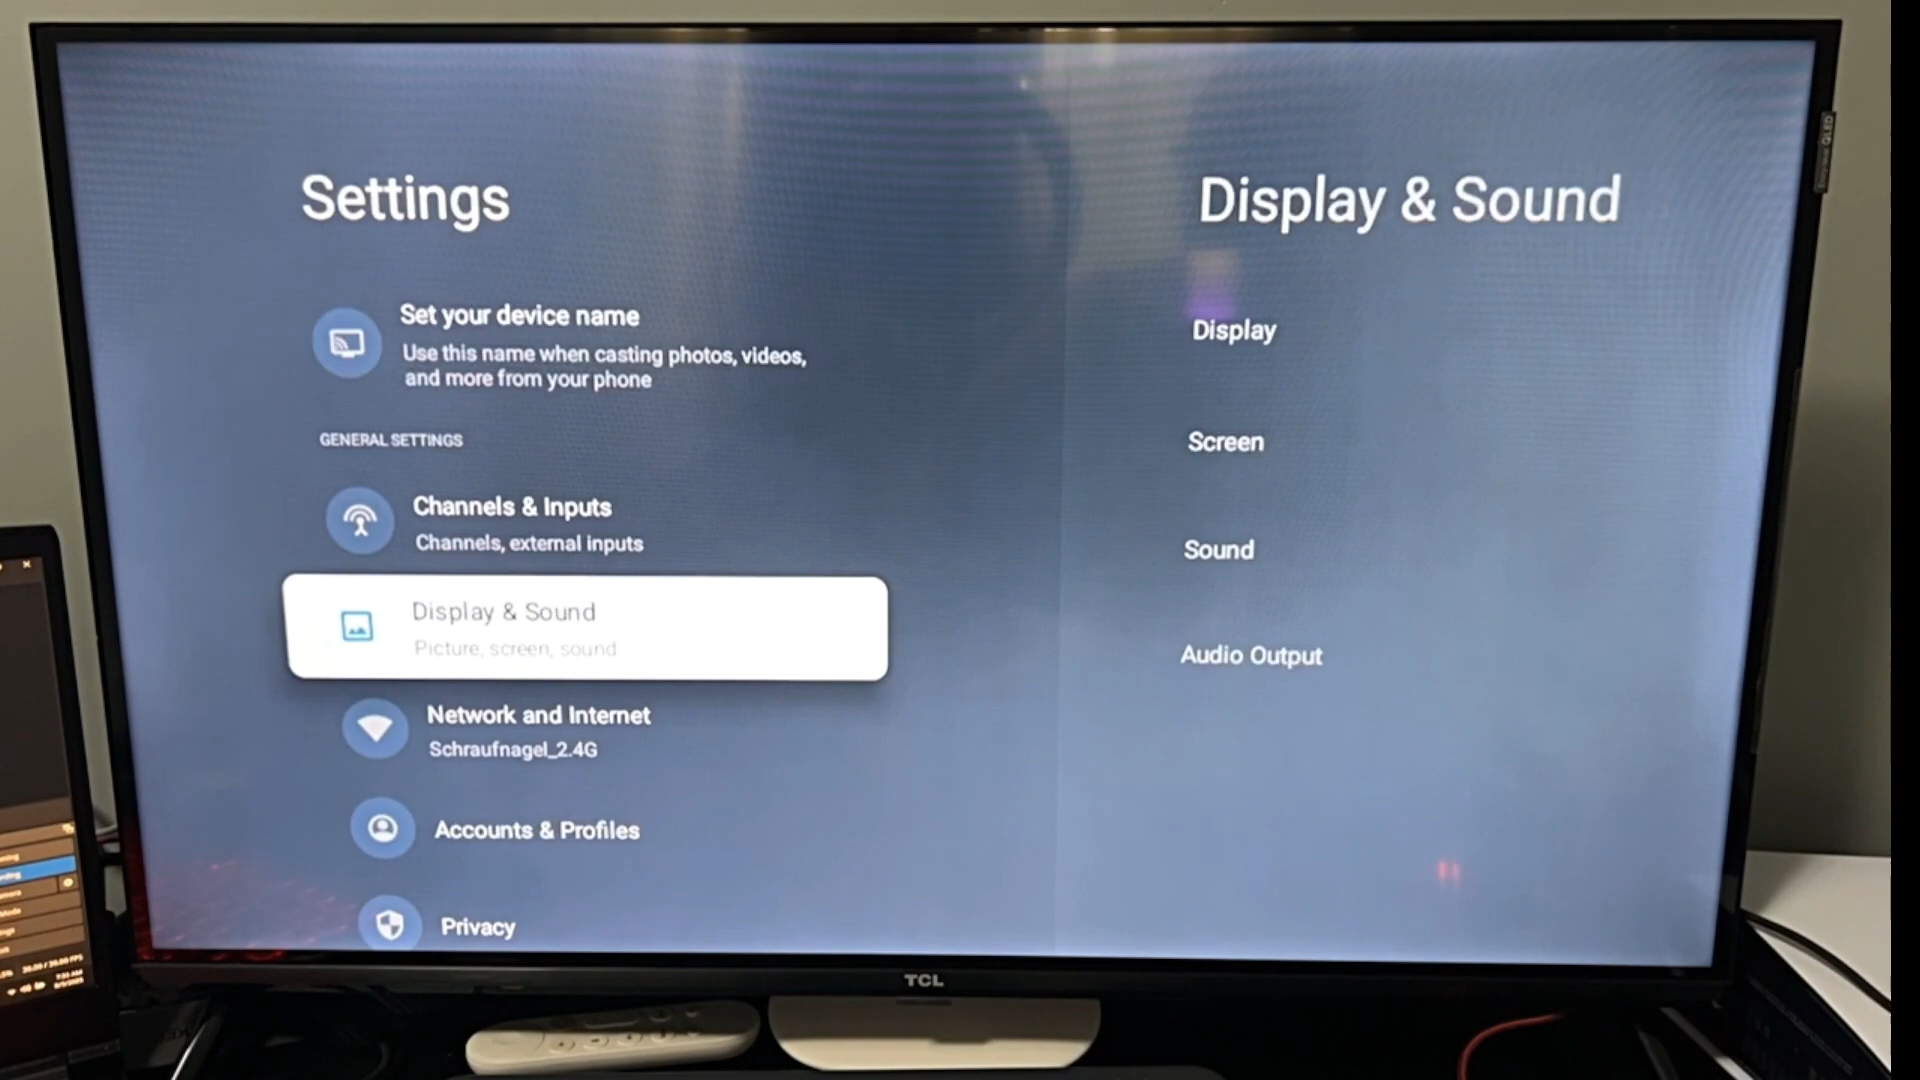 Settings
Set your device name
Use this name when casting photos, videos,
and more from your phone
GENERAL SETTINGS
Channels & Inputs
Channels, external inputs
Display & Sound
Picture, screen, sound
Network and Internet
Schraufnagel_2.4G
Accounts & Profiles
Privacy
Display & Sound
Display
Screen
Sound
Audio Output
TCL
QLED